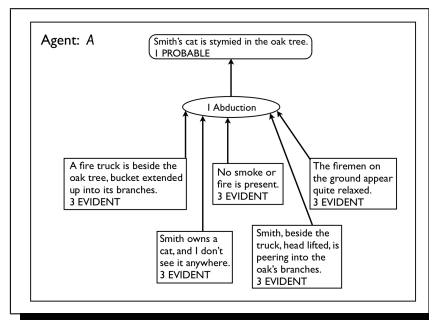 Agent: A
Smith's cat is stymied in the oak tree.
1 PROBABLE
1 Abduction
A fire truck is beside the
oak tree, bucket extended
up into its branches.
3 EVIDENT
No smoke or
fire is present.
3 EVIDENT
The firemen on
the ground appear
quite relaxed.
3 EVIDENT
Smith owns a
cat, and I don't
see it anywhere.
3 EVIDENT
Smith, beside the
truck, head lifted, is
peering into the
oak's branches.
3 EVIDENT